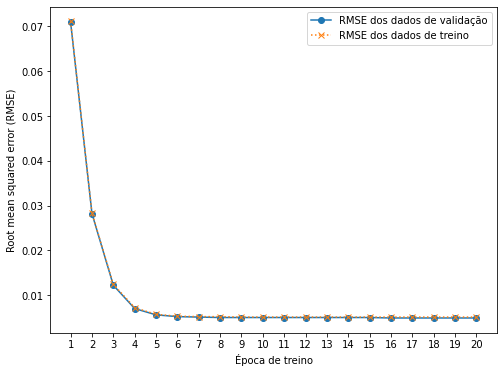 RMSE dos dados de validação
RMSE dos dados de treino
Root mean squared error (RMSE)
0.07
0.06
0.05
0.04
0.03
0.02
0.01
1 2 3 4 5 6 7 8 9 10 11 12 13 14 15 16 17 18 19 20
Época de treino